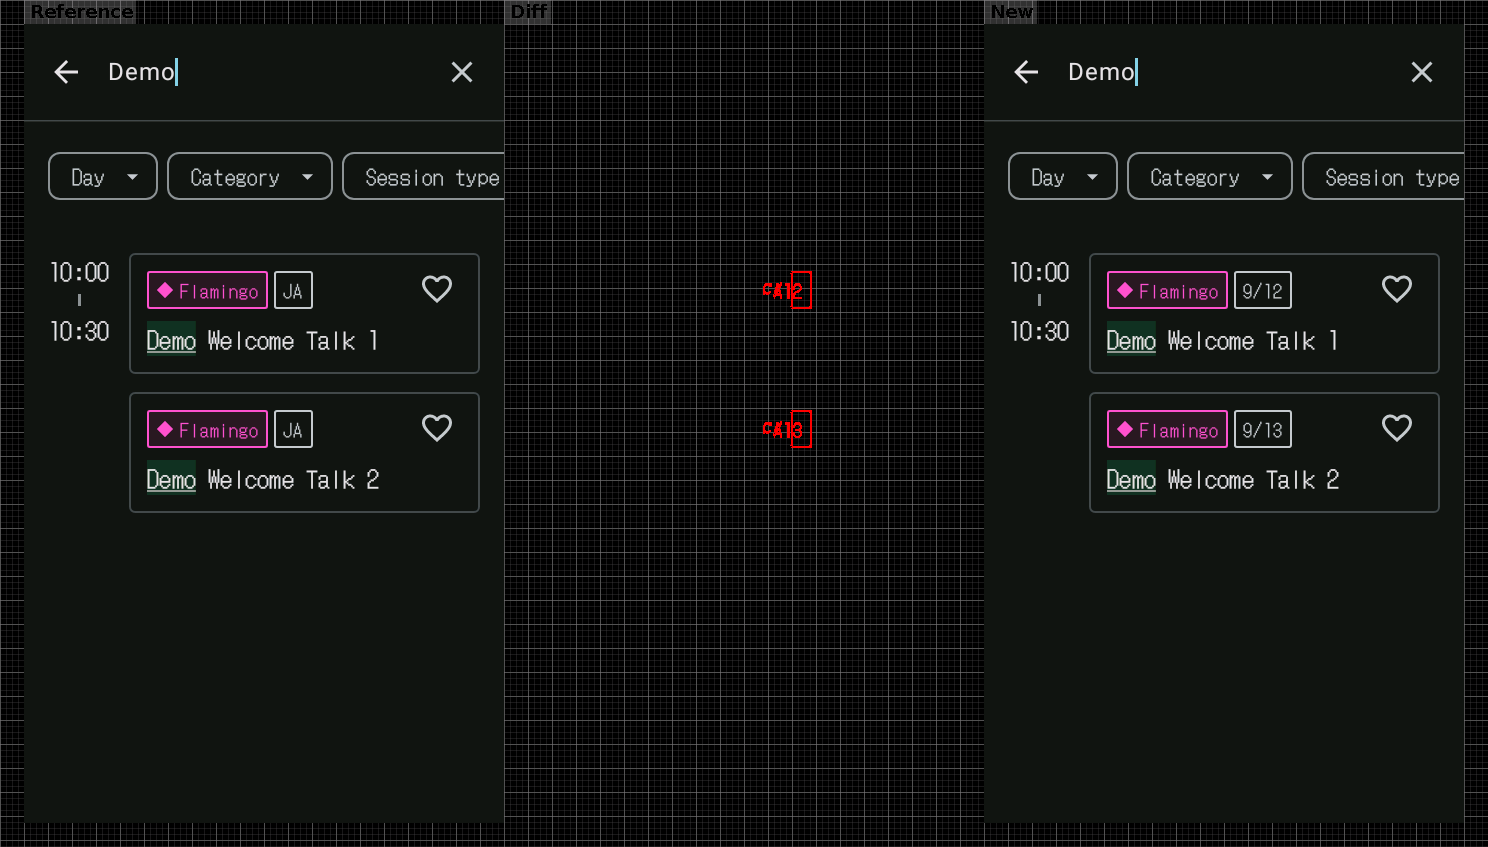 Reference
Diff
New
Demo
Day Category Session type
10:00
10:30
Flamingo JA
Demo Welcome Talk 1
Flamingo JA
Demo Welcome Talk 2
Demo
Day Category Session type
10:00
10:30
Flamingo 9/12
Demo Welcome Talk 1
Flamingo 9/13
Demo Welcome Talk 2